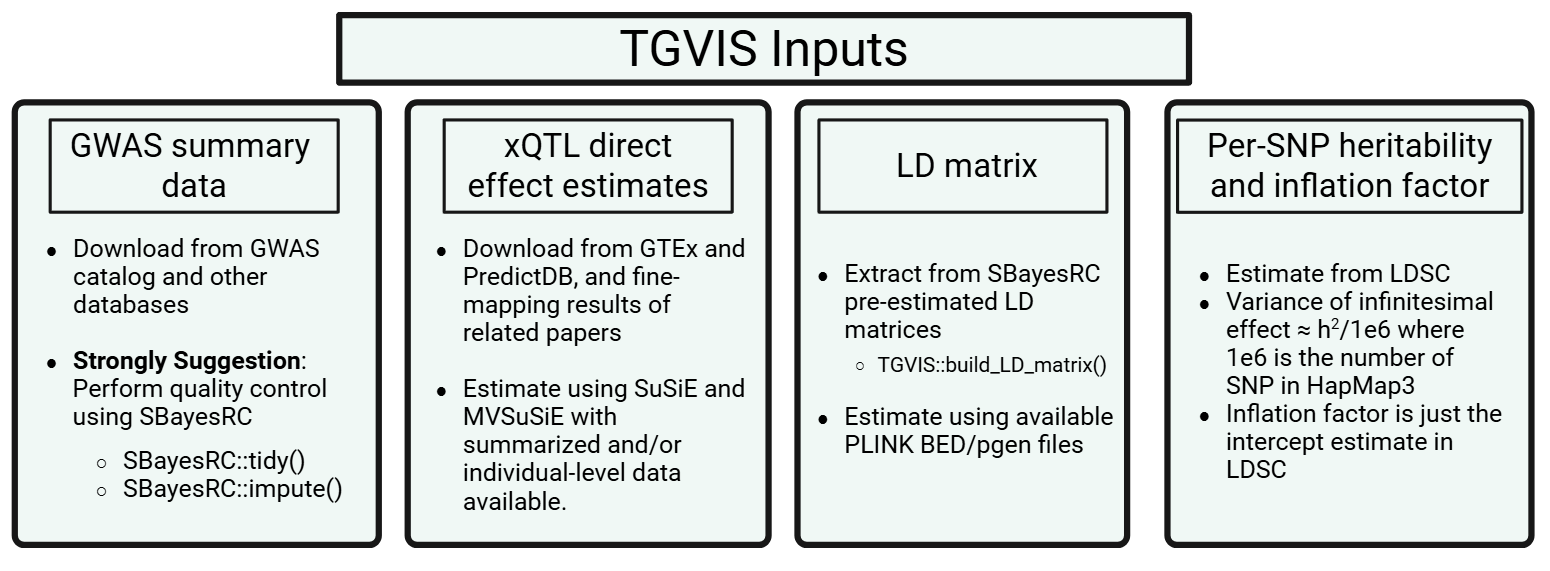 TGVIS Inputs
GWAS summary
data
• Download from GWAS
catalog and other
databases
• Strongly Suggestion:
Perform quality control
using SBayesRC
○ SBayesRC::tidy()
○ SBayesRC::impute()
xQTL direct
effect estimates
• Download from GTEx and
PredictDB, and fine-
mapping results of
related papers
• Estimate using SuSiE and
MVSuSiE with
summarized and/or
individual-level data
available.
LD matrix
• Extract from SBayesRC
pre-estimated LD
matrices
○ TGVIS::build_LD_matrix()
• Estimate using available
PLINK BED/pgen files
Per-SNP heritability
and inflation factor
• Estimate from LDSC
• Variance of infinitesimal
effect ≈ h²/1e6 where
1e6 is the number of
SNP in HapMap3
• Inflation factor is just the
intercept estimate in
LDSC